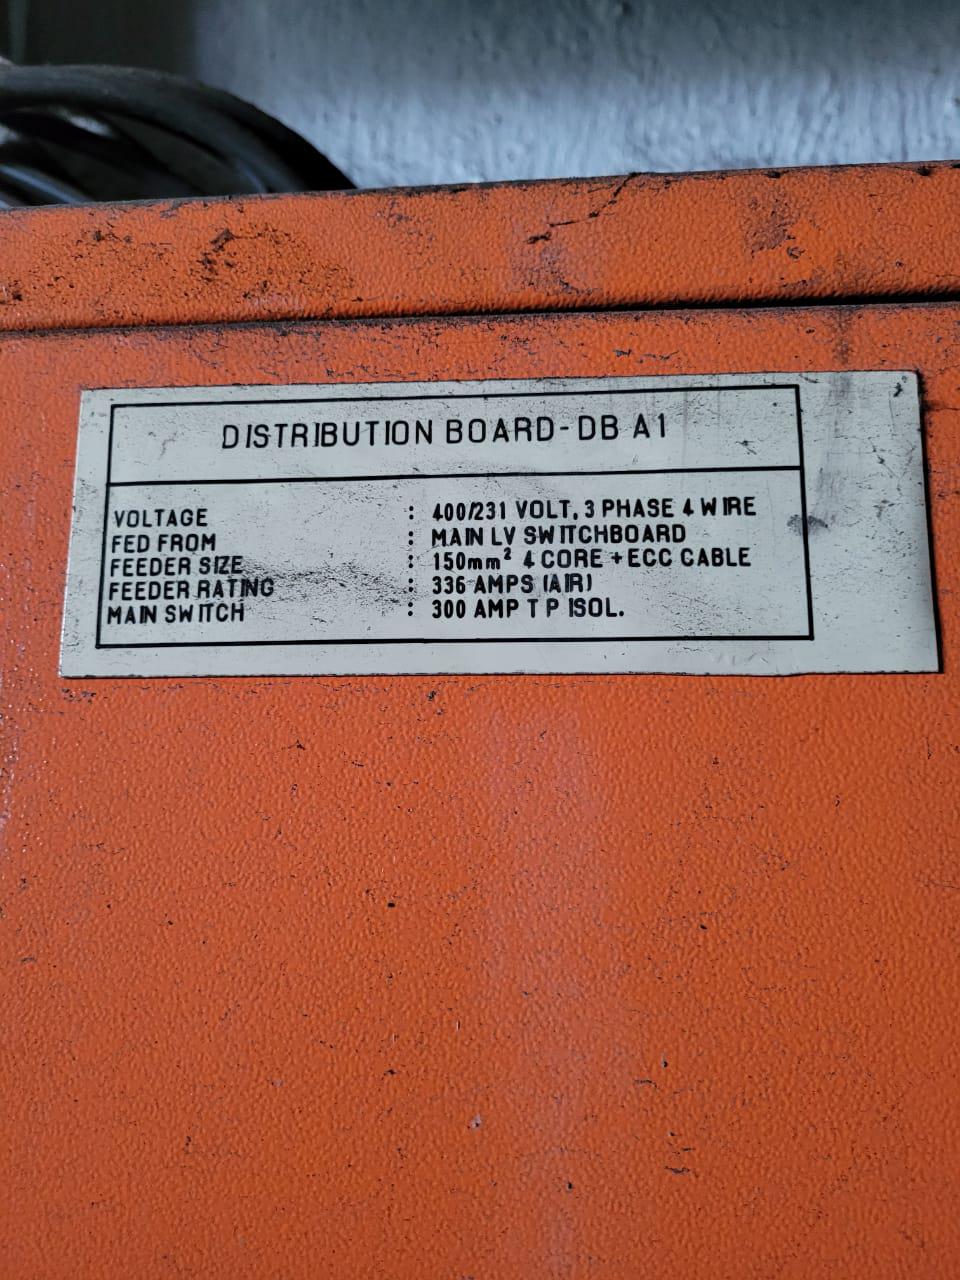 DISTRIBUTION BOARD-DB A1
VOLTAGE : 400/231 VOLT, 3 PHASE 4 WIRE
FED FROM : MAIN LV SWITCHBOARD
FEEDER SIZE : 150mm² 4 CORE + ECC CABLE
FEEDER RATING : 336 AMPS (AIR)
MAIN SWITCH : 300 AMP T P ISOL.